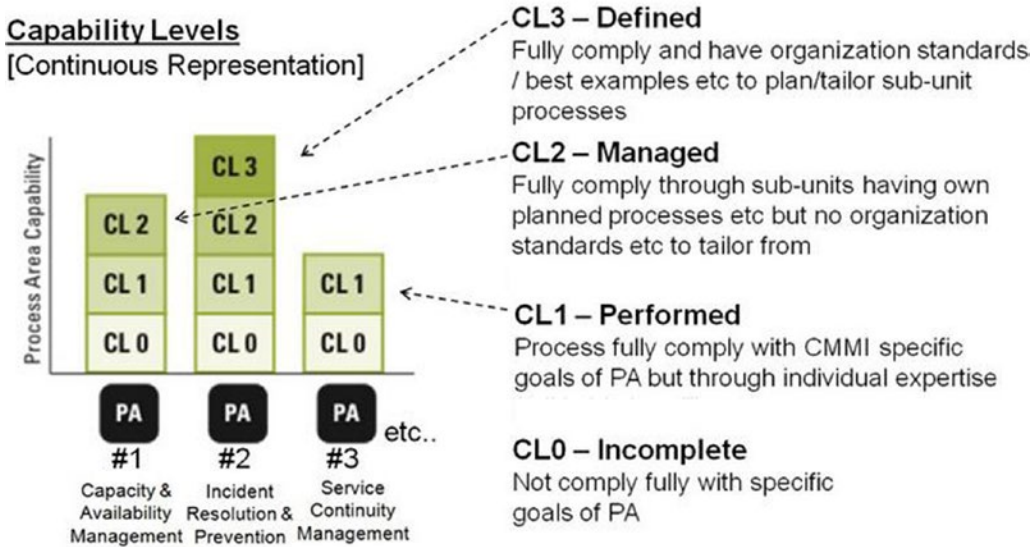 Capability Levels
[Continuous Representation]
Process Area Capability
CL 2
CL 1
CL 0
CL 3
CL 2
CL 1
CL 0
CL 1
CL 0
PA
PA
PA
etc..
#1
#2
#3
Capacity &
Availability
Management
Incident
Resolution &
Prevention
Service
Continuity
Management
CL3 – Defined
Fully comply and have organization standards
/ best examples etc to plan/tailor sub-unit
processes
CL2 – Managed
Fully comply through sub-units having own
planned processes etc but no organization
standards etc to tailor from
CL1 – Performed
Process fully comply with CMMI specific
goals of PA but through individual expertise
CL0 – Incomplete
Not comply fully with specific
goals of PA